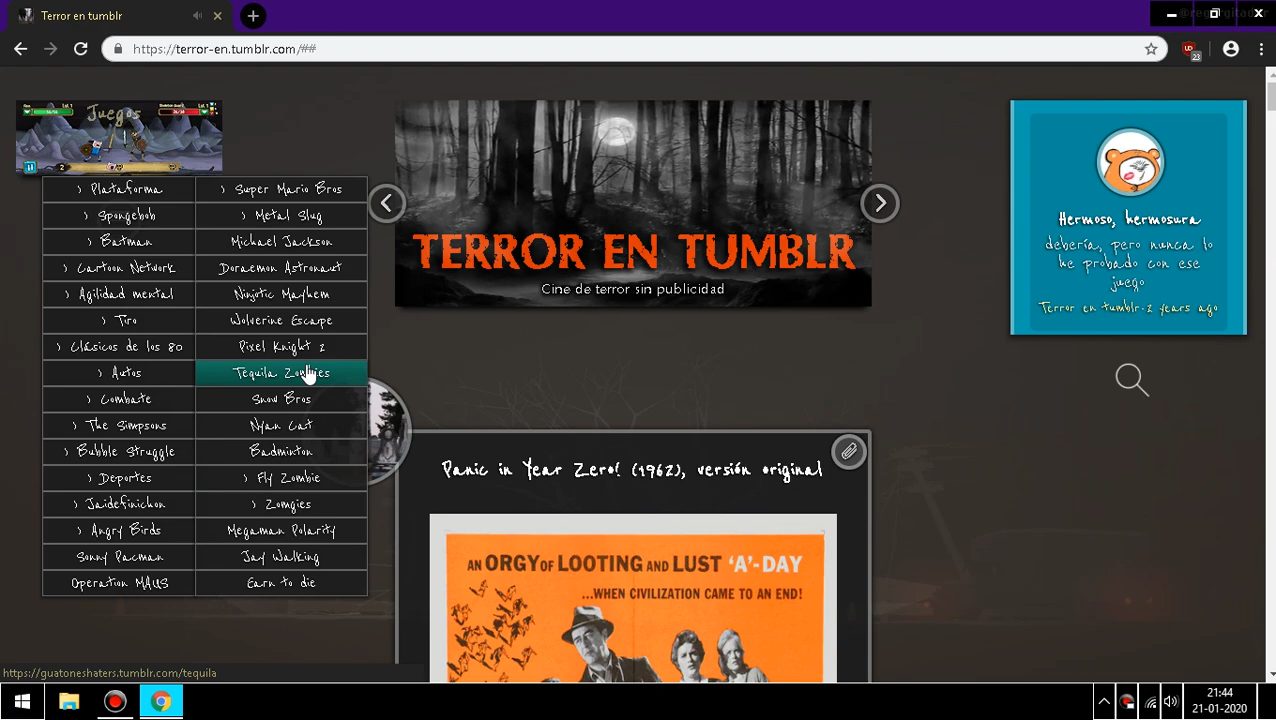 Terror en tumblr
@regurgitador
https://terror-en.tumblr.com/##
23
Juegos
2
> Plataforma
> Super Mario Bros
> Spongebob
> Metal Slug
> Batman
Michael Jackson
> Cartoon Network
Doraemon Astronaut
> Agilidad mental
Ninjotic Mayhem
> Tiro
Wolverine Escape
> Clásicos de los 80
Pixel Knight 2
> Autos
Tequila Zombies
> Combate
Snow Bros
> The Simpsons
Nyan Cat
> Bubble Struggle
Badminton
> Deportes
> Fly Zombie
> Jaidefinichon
> Zomgies
> Angry Birds
Megaman Polarity
Sonny Pacman
Jay Walking
Operation MAUS
Earn to die
TERROR EN TUMBLR
Cine de terror sin publicidad
Hermoso, hermosura
debería, pero nunca lo
he probado con ese
juego
Terror en tumblr-2 years ago
Panic in Year Zero! (1962), versión original
AN ORGY OF LOOTING AND LUST 'A'-DAY
...WHEN CIVILIZATION CAME TO AN END!
https://guatoneshaters.tumblr.com/tequila
21:44
21-01-2020